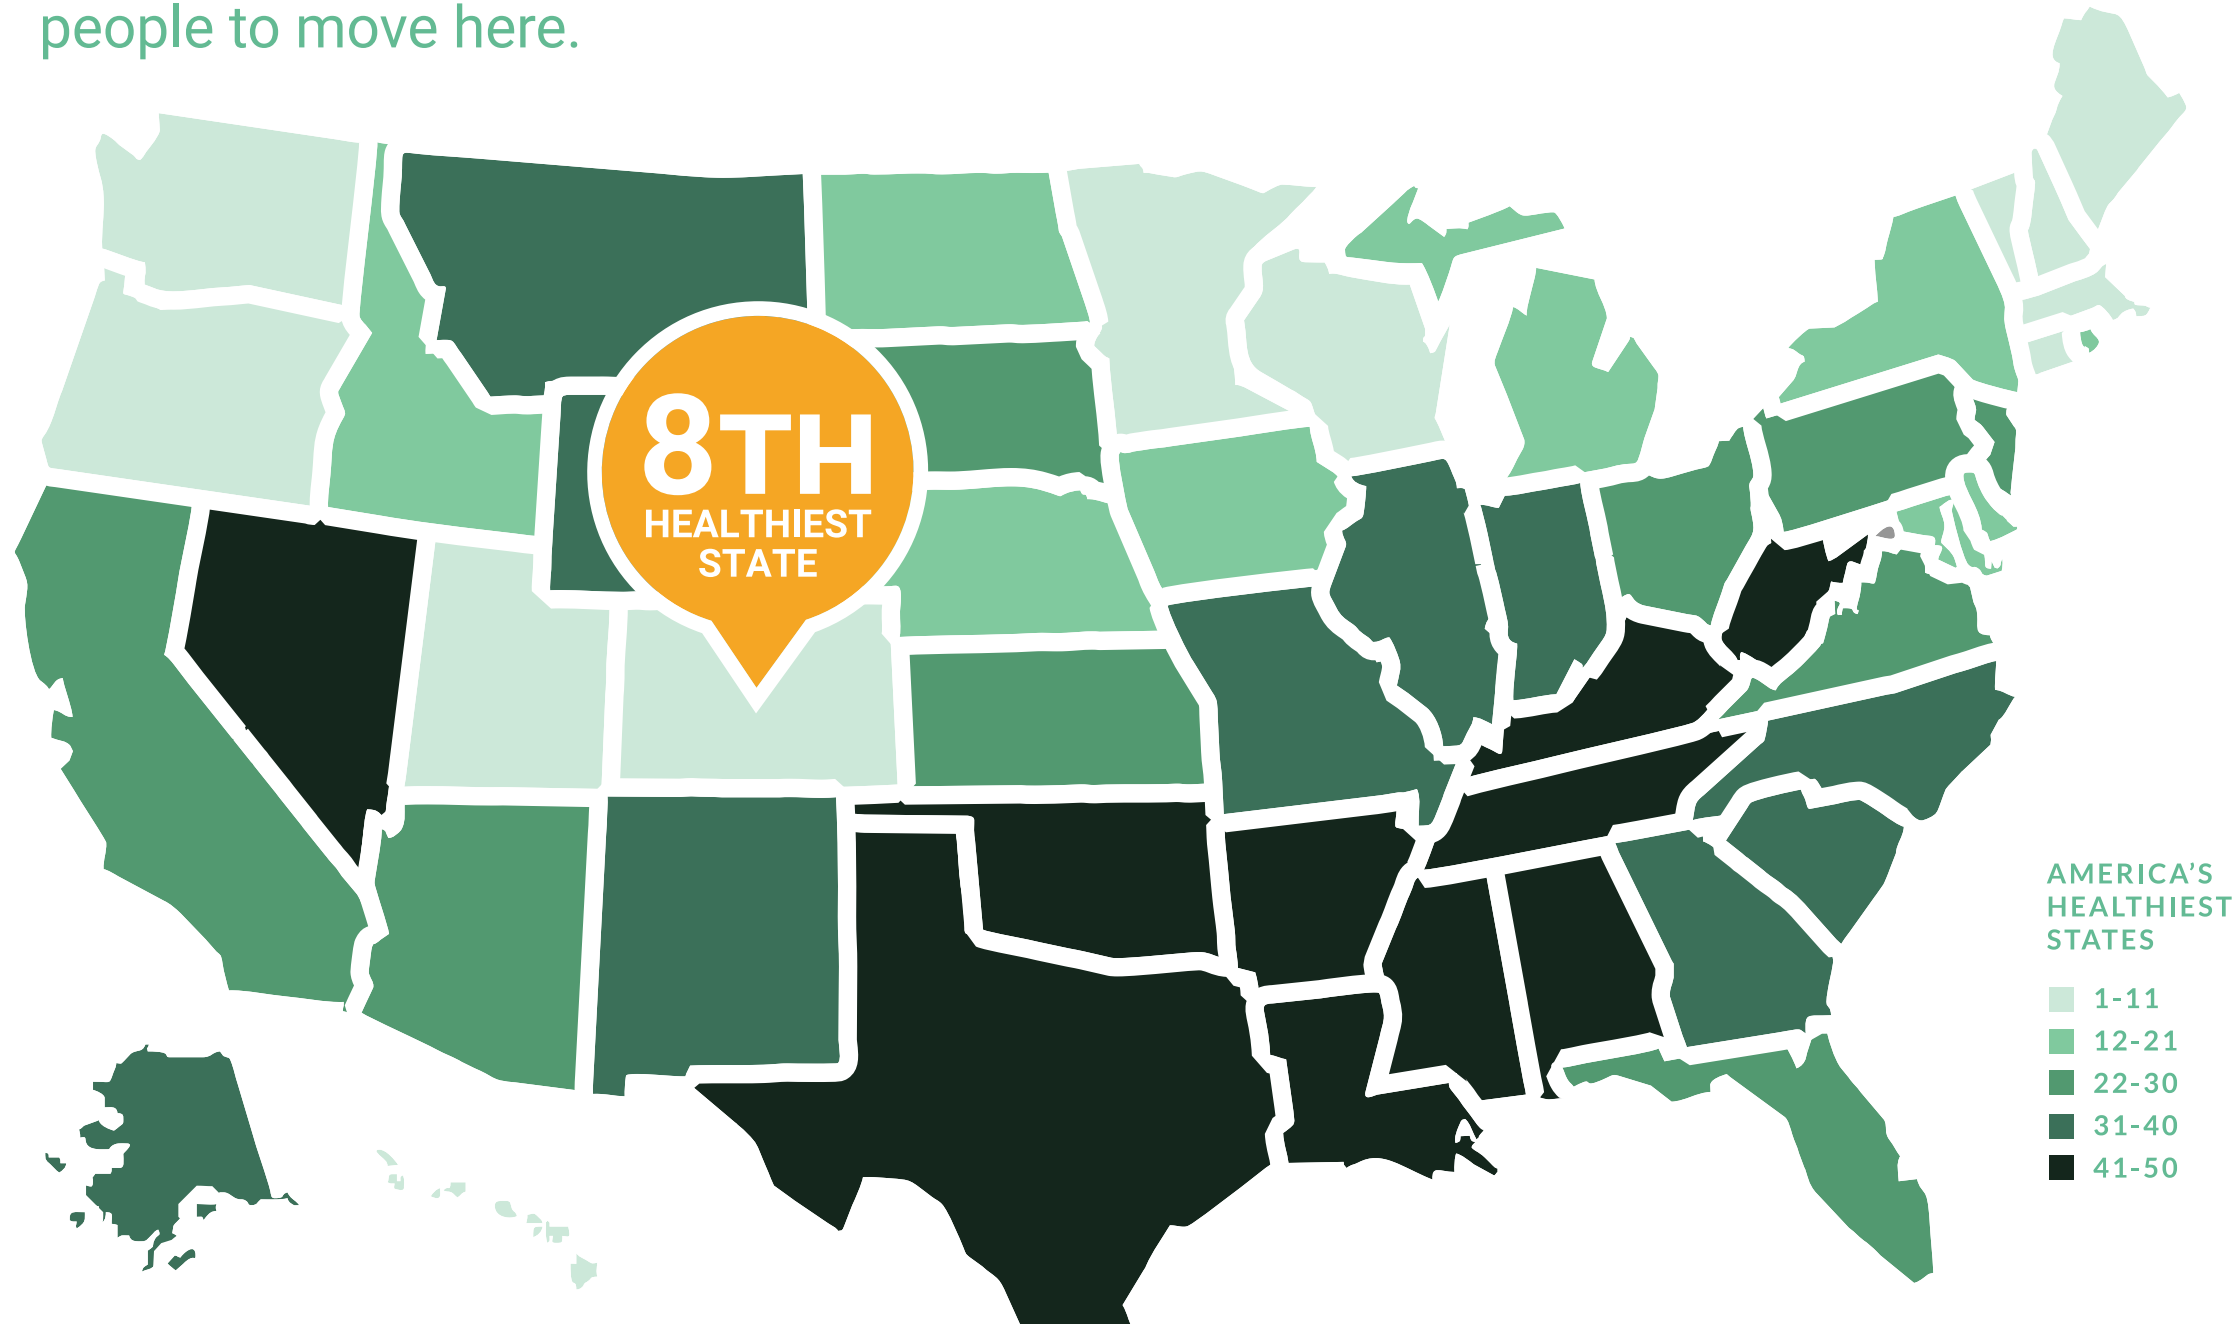 people to move here.
8TH
HEALTHIEST
STATE
AMERICA'S
HEALTHIEST
STATES
1-11
12-21
22-30
31-40
41-50